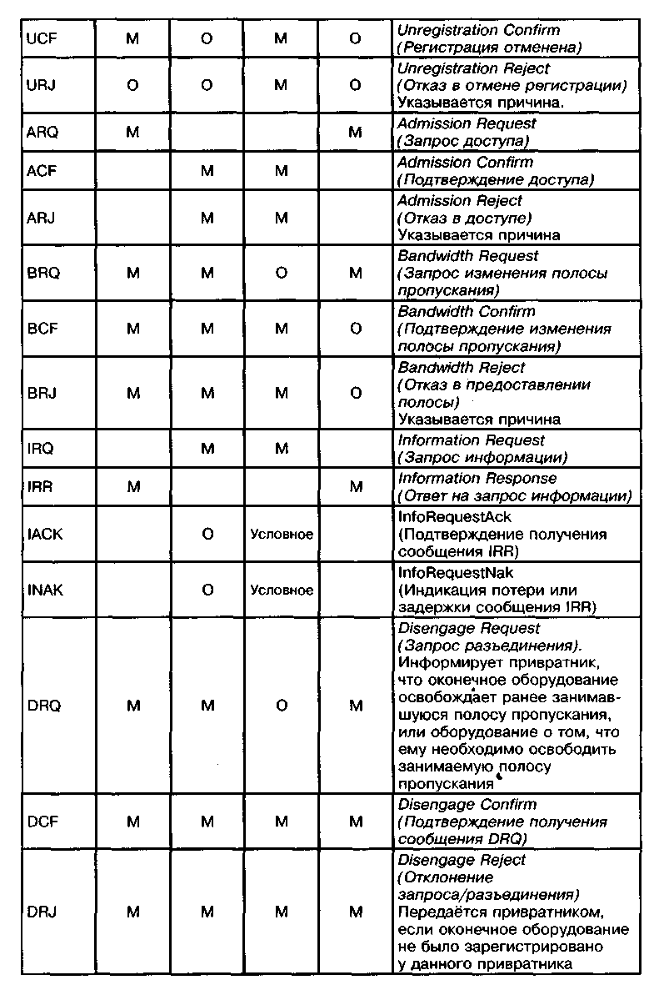 UCF M O M O Unregistration Confirm
(Регистрация отменена)
URJ O O M O Unregistration Reject
(Отказ в отмене регистрации)
Указывается причина.
ARQ M M Admission Request
(Запрос доступа)
ACF M M Admission Confirm
(Подтверждение доступа)
ARJ M M Admission Reject
(Отказ в доступе)
Указывается причина
BRQ M M O M Bandwidth Request
(Запрос изменения полосы
пропускания)
BCF M M M O Bandwidth Confirm
(Подтверждение изменения
полосы пропускания)
BRJ M M M O Bandwidth Reject
(Отказ в предоставлении
полосы)
Указывается причина
IRQ M M Information Request
(Запрос информации)
IRR M M Information Response
(Ответ на запрос информации)
IACK O Условное InfoRequestAck
(Подтверждение получения
сообщения IRR)
INAK O Условное InfoRequestNak
(Индикация потери или
задержки сообщения IRR)
DRQ M M O M Disengage Request
(Запрос разъединения).
Информирует привратник,
что оконечное оборудование
освобождает ранее занимав-
шуюся полосу пропускания,
или оборудование о том, что
ему необходимо освободить
занимаемую полосу
пропускания
DCF M M M M Disengage Confirm
(Подтверждение получения
сообщения DRQ)
DRJ M M M M Disengage Reject
(Отклонение
запроса/разъединения)
Передаётся привратником,
если оконечное оборудование
не было зарегистрировано
у данного привратника